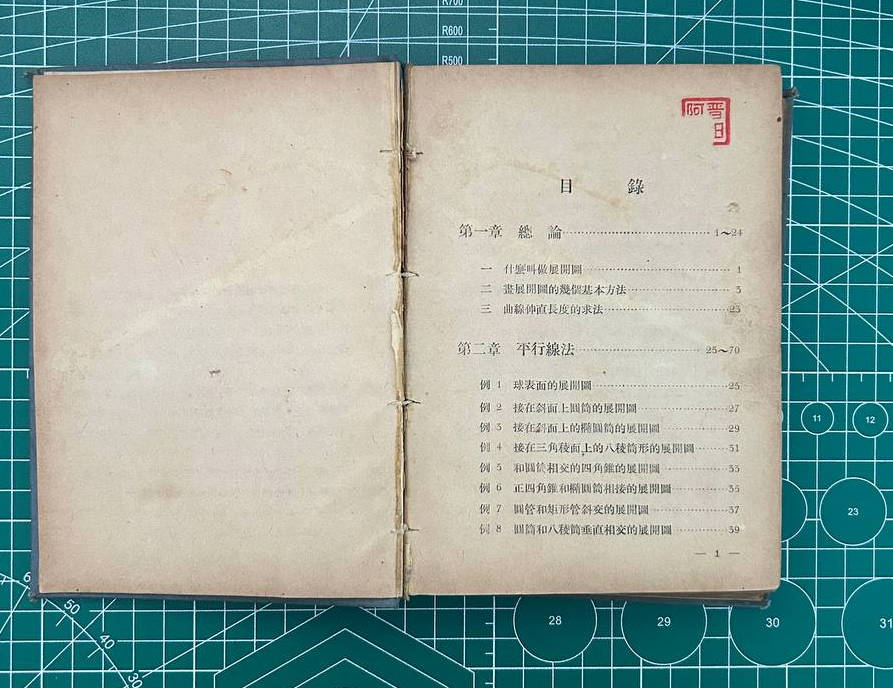 R700
R600
R500
阿晋日
目 錄
第一章 總 論 1～24
一 什麼叫做展開圖 1
二 畫展開圖的幾個基本方法 3
三 曲線伸直長度的求法 23
第二章 平行線法 25～70
例 1 球表面的展開圖 25
例 2 接在斜面上圓筒的展開圖 27
例 3 接在斜面上的橢圓筒的展開圖 29
例 4 接在三角稜面上的八稜筒形的展開圖 31
例 5 和圓筒相交的四角錐的展開圖 33
例 6 正四角錐和橢圓筒相接的展開圖 35
例 7 圓管和矩形管斜交的展開圖 37
例 8 圓筒和八稜筒垂直相交的展開圖 39
— 1 —
11
12
23
28
29
30
31
50
40
30